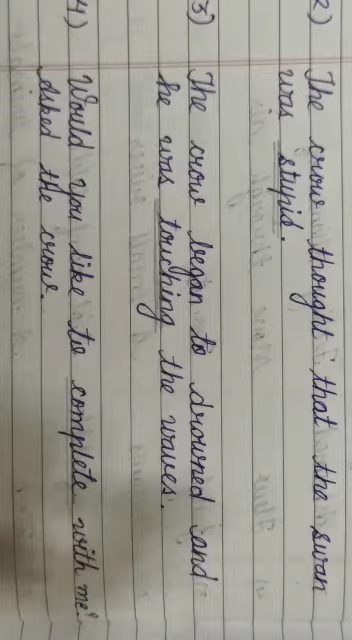 2) The crow thought that the swan
was stupid.
3) The crow began to drowned and
he was touching the waves.
4) Would you like to complete with me?
asked the crow.